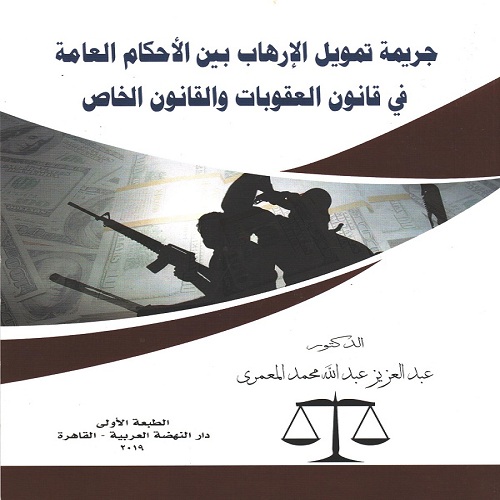 جريمة تمويل الإرهاب بين الأحكام العامة
في قانون العقوبات والقانون الخاص
الدكتور
عبد العزيز عبد الله محمد المعمري
الطبعة الأولى
دار النهضة العربية - القاهرة
٢٠١٩